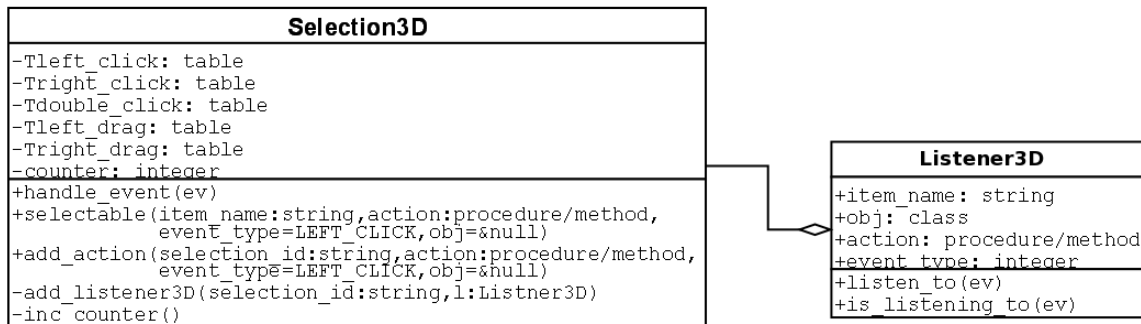 Selection3D
-Tleft_click: table
-Tright_click: table
-Tdouble_click: table
-Tleft_drag: table
-Tright_drag: table
-counter: integer
+handle_event(ev)
+selectable(item_name:string,action:procedure/method,
event_type=LEFT_CLICK,obj=&null)
+add_action(selection_id:string,action:procedure/method,
event_type=LEFT_CLICK,obj=&null)
-add_listener3D(selection_id:string,l:Listner3D)
-inc_counter()
Listener3D
+item_name: string
+obj: class
+action: procedure/method
+event_type: integer
+listen_to(ev)
+is_listening_to(ev)